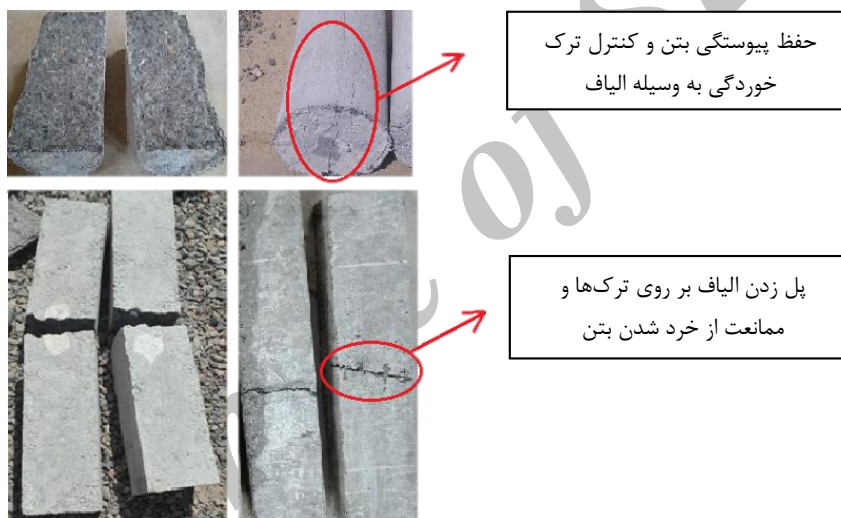 حفظ پیوستگی بتن و کنترل ترک
خوردگی به وسیله الیاف
پل زدن الیاف بر روی ترک‌ها و
ممانعت از خرد شدن بتن